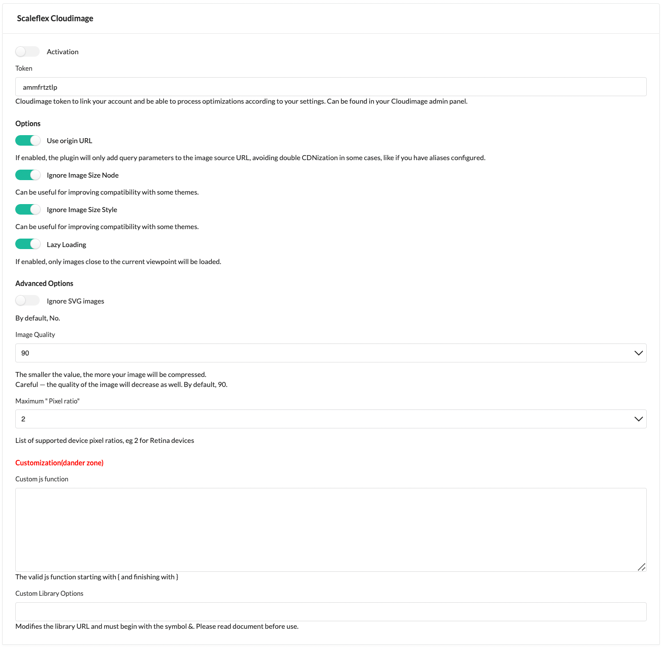 Scaleflex Cloudimage
Activation
Token
ammfrtztlp
Cloudimage token to link your account and be able to process optimizations according to your settings. Can be found in your Cloudimage admin panel.
Options
Use origin URL
If enabled, the plugin will only add query parameters to the image source URL, avoiding double CDNization in some cases, like if you have aliases configured.
Ignore Image Size Node
Can be useful for improving compatibility with some themes.
Ignore Image Size Style
Can be useful for improving compatibility with some themes.
Lazy Loading
If enabled, only images close to the current viewpoint will be loaded.
Advanced Options
Ignore SVG images
By default, No.
Image Quality
90
The smaller the value, the more your image will be compressed.
Careful — the quality of the image will decrease as well. By default, 90.
Maximum " Pixel ratio"
2
List of supported device pixel ratios, eg 2 for Retina devices
Customization(dander zone)
Custom js function
The valid js function starting with { and finishing with }
Custom Library Options
Modifies the library URL and must begin with the symbol &. Please read document before use.